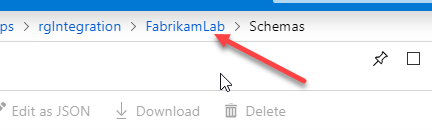 ps > rgIntegration > FabrikamLab > Schemas
Edit as JSON Download Delete